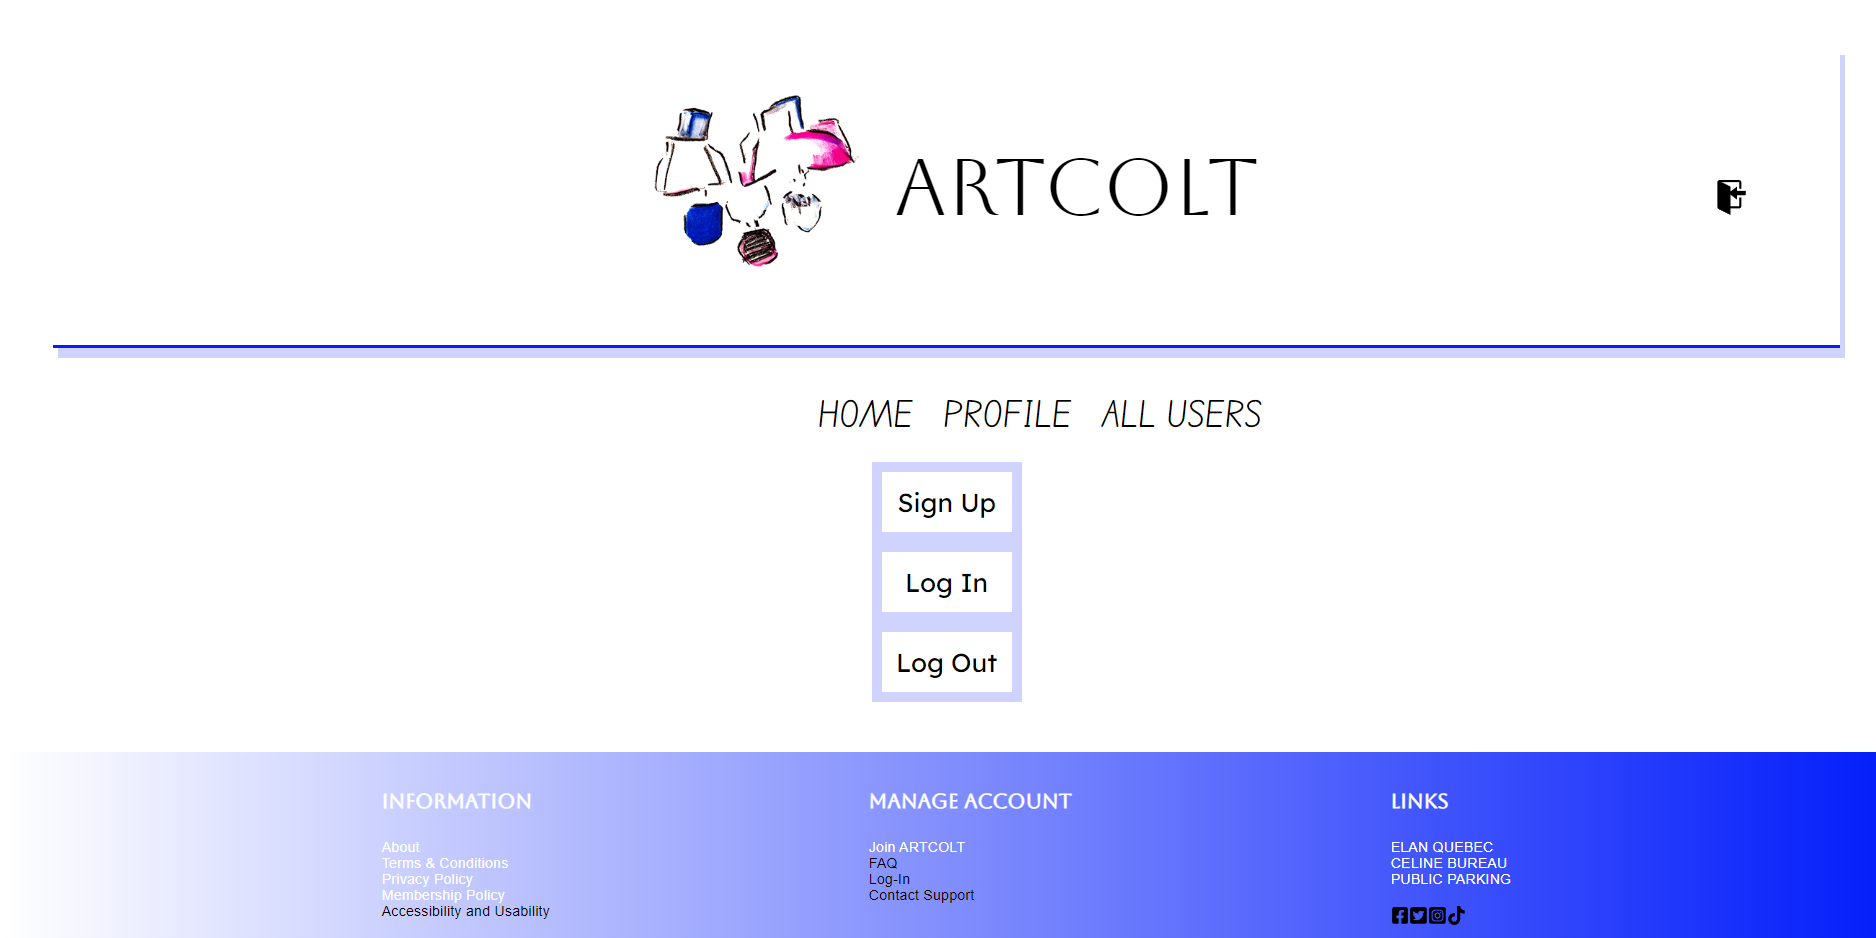 ARTCOLT
HOME PROFILE ALL USERS
Sign Up
Log In
Log Out
INFORMATION
About
Terms & Conditions
Privacy Policy
Membership Policy
Accessibility and Usability
MANAGE ACCOUNT
Join ARTCOLT
FAQ
Log-In
Contact Support
LINKS
ELAN QUEBEC
CELINE BUREAU
PUBLIC PARKING